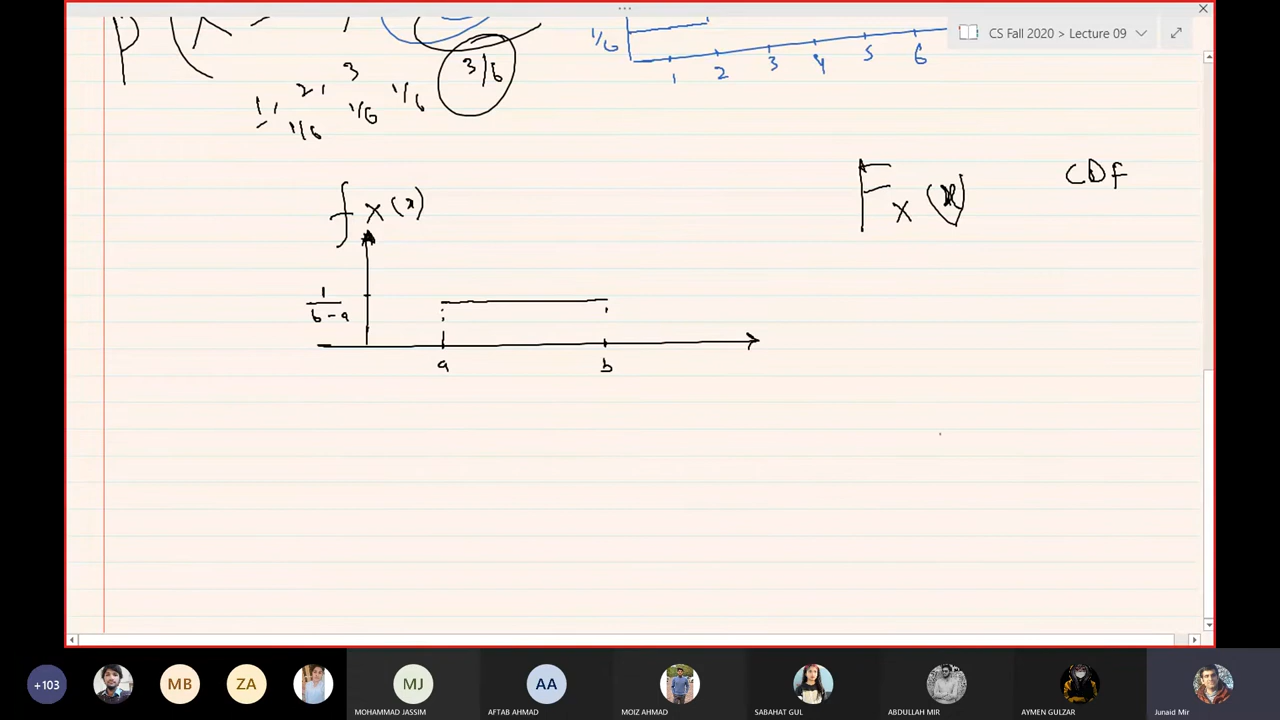 CS Fall 2020 > Lecture 09
P(
3/6
1/6
1 2 3 4 5 6
3
2,
1,
1/6 1/6 1/6
f X (x)
F X (x)
CDF
1
b-a
a b
+103
MB
ZA
MJ
AA
MOHAMMAD JASSIM
AFTAB AHMAD
MOIZ AHMAD
SABAHAT GUL
ABDULLAH MIR
AYMEN GULZAR
Junaid Mir